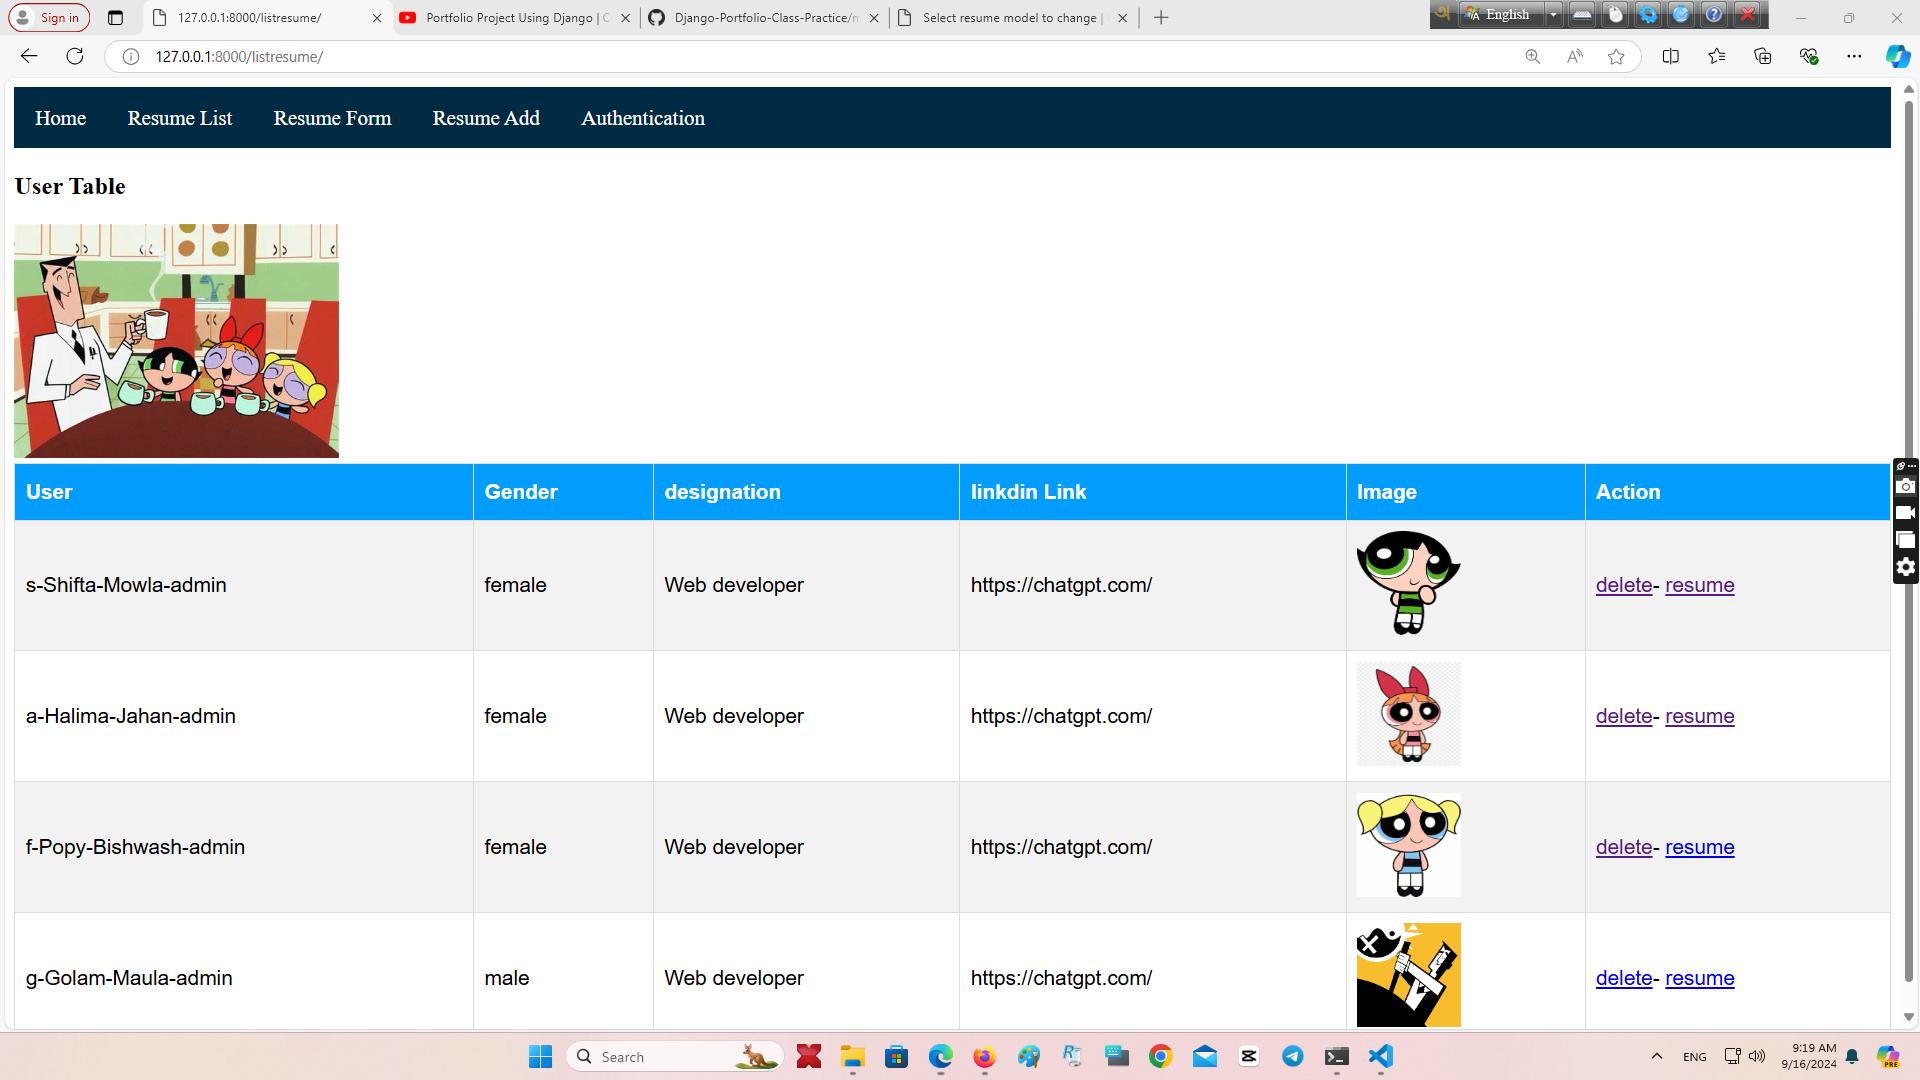 Sign in
127.0.0.1:8000/listresume/
Portfolio Project Using Django | C
Django-Portfolio-Class-Practice/m
Select resume model to change |
English
127.0.0.1:8000/listresume/
Home Resume List Resume Form Resume Add Authentication
User Table
User Gender designation linkdin Link Image Action
s-Shifta-Mowla-admin female Web developer https://chatgpt.com/ delete- resume
a-Halima-Jahan-admin female Web developer https://chatgpt.com/ delete- resume
f-Popy-Bishwash-admin female Web developer https://chatgpt.com/ delete- resume
g-Golam-Maula-admin male Web developer https://chatgpt.com/ delete- resume
Search
ENG
9:19 AM
9/16/2024
PRE